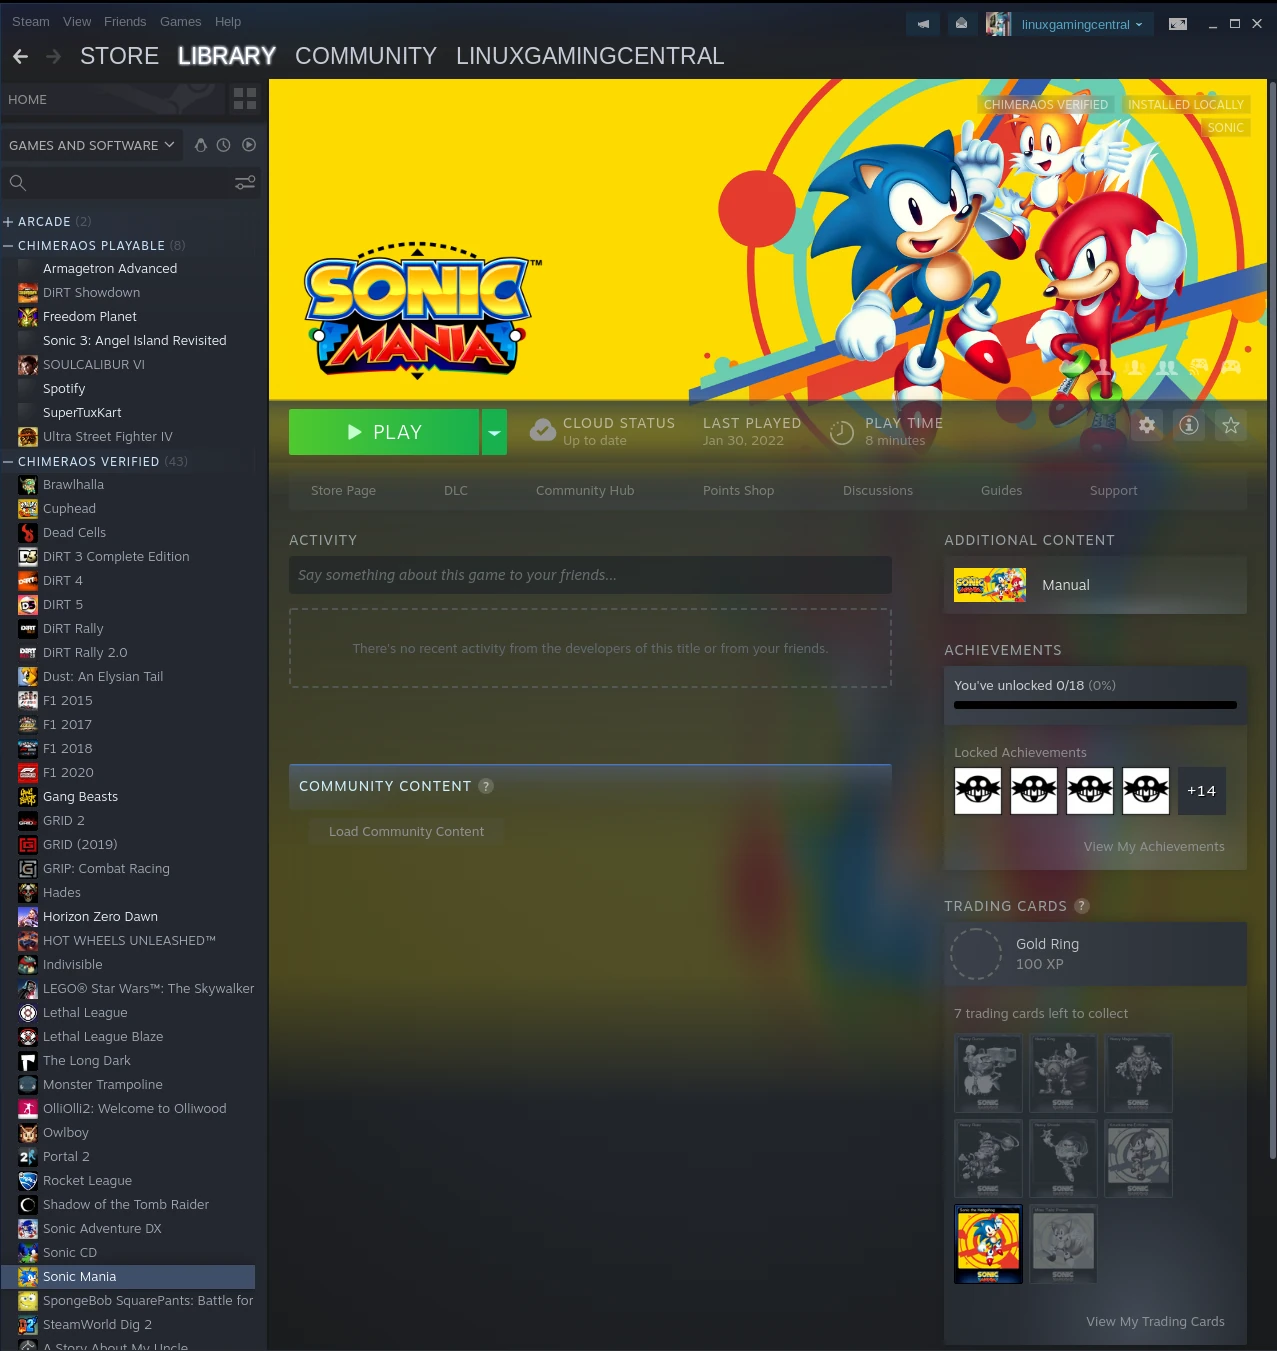 Steam View Friends Games Help
linuxgamingcentral
STORE LIBRARY COMMUNITY LINUXGAMINGCENTRAL
HOME
GAMES AND SOFTWARE
ARCADE (2)
CHIMERAOS PLAYABLE (8)
Armagetron Advanced
DiRT Showdown
Freedom Planet
Sonic 3: Angel Island Revisited
SOULCALIBUR VI
Spotify
SuperTuxKart
Ultra Street Fighter IV
CHIMERAOS VERIFIED (43)
Brawlhalla
Cuphead
Dead Cells
DiRT 3 Complete Edition
DiRT 4
DIRT 5
DiRT Rally
DiRT Rally 2.0
Dust: An Elysian Tail
F1 2015
F1 2017
F1 2018
F1 2020
Gang Beasts
GRID 2
GRID (2019)
GRIP: Combat Racing
Hades
Horizon Zero Dawn
HOT WHEELS UNLEASHED™
Indivisible
LEGO® Star Wars™: The Skywalker
Lethal League
Lethal League Blaze
The Long Dark
Monster Trampoline
OlliOlli2: Welcome to Olliwood
Owlboy
Portal 2
Rocket League
Shadow of the Tomb Raider
Sonic Adventure DX
Sonic CD
Sonic Mania
SpongeBob SquarePants: Battle for
SteamWorld Dig 2
A Story About My Uncle
CHIMERAOS VERIFIED INSTALLED LOCALLY
SONIC
SONIC™
MANIA
PLAY
CLOUD STATUS
Up to date
LAST PLAYED
Jan 30, 2022
PLAY TIME
8 minutes
Store Page DLC Community Hub Points Shop Discussions Guides Support
ACTIVITY
Say something about this game to your friends...
There's no recent activity from the developers of this title or from your friends.
COMMUNITY CONTENT ?
Load Community Content
ADDITIONAL CONTENT
Manual
ACHIEVEMENTS
You've unlocked 0/18 (0%)
Locked Achievements
+14
View My Achievements
TRADING CARDS ?
Gold Ring
100 XP
7 trading cards left to collect
SONIC SONIC SONIC
SONIC SONIC SONIC
Sonic the Hedgehog
SONIC
View My Trading Cards